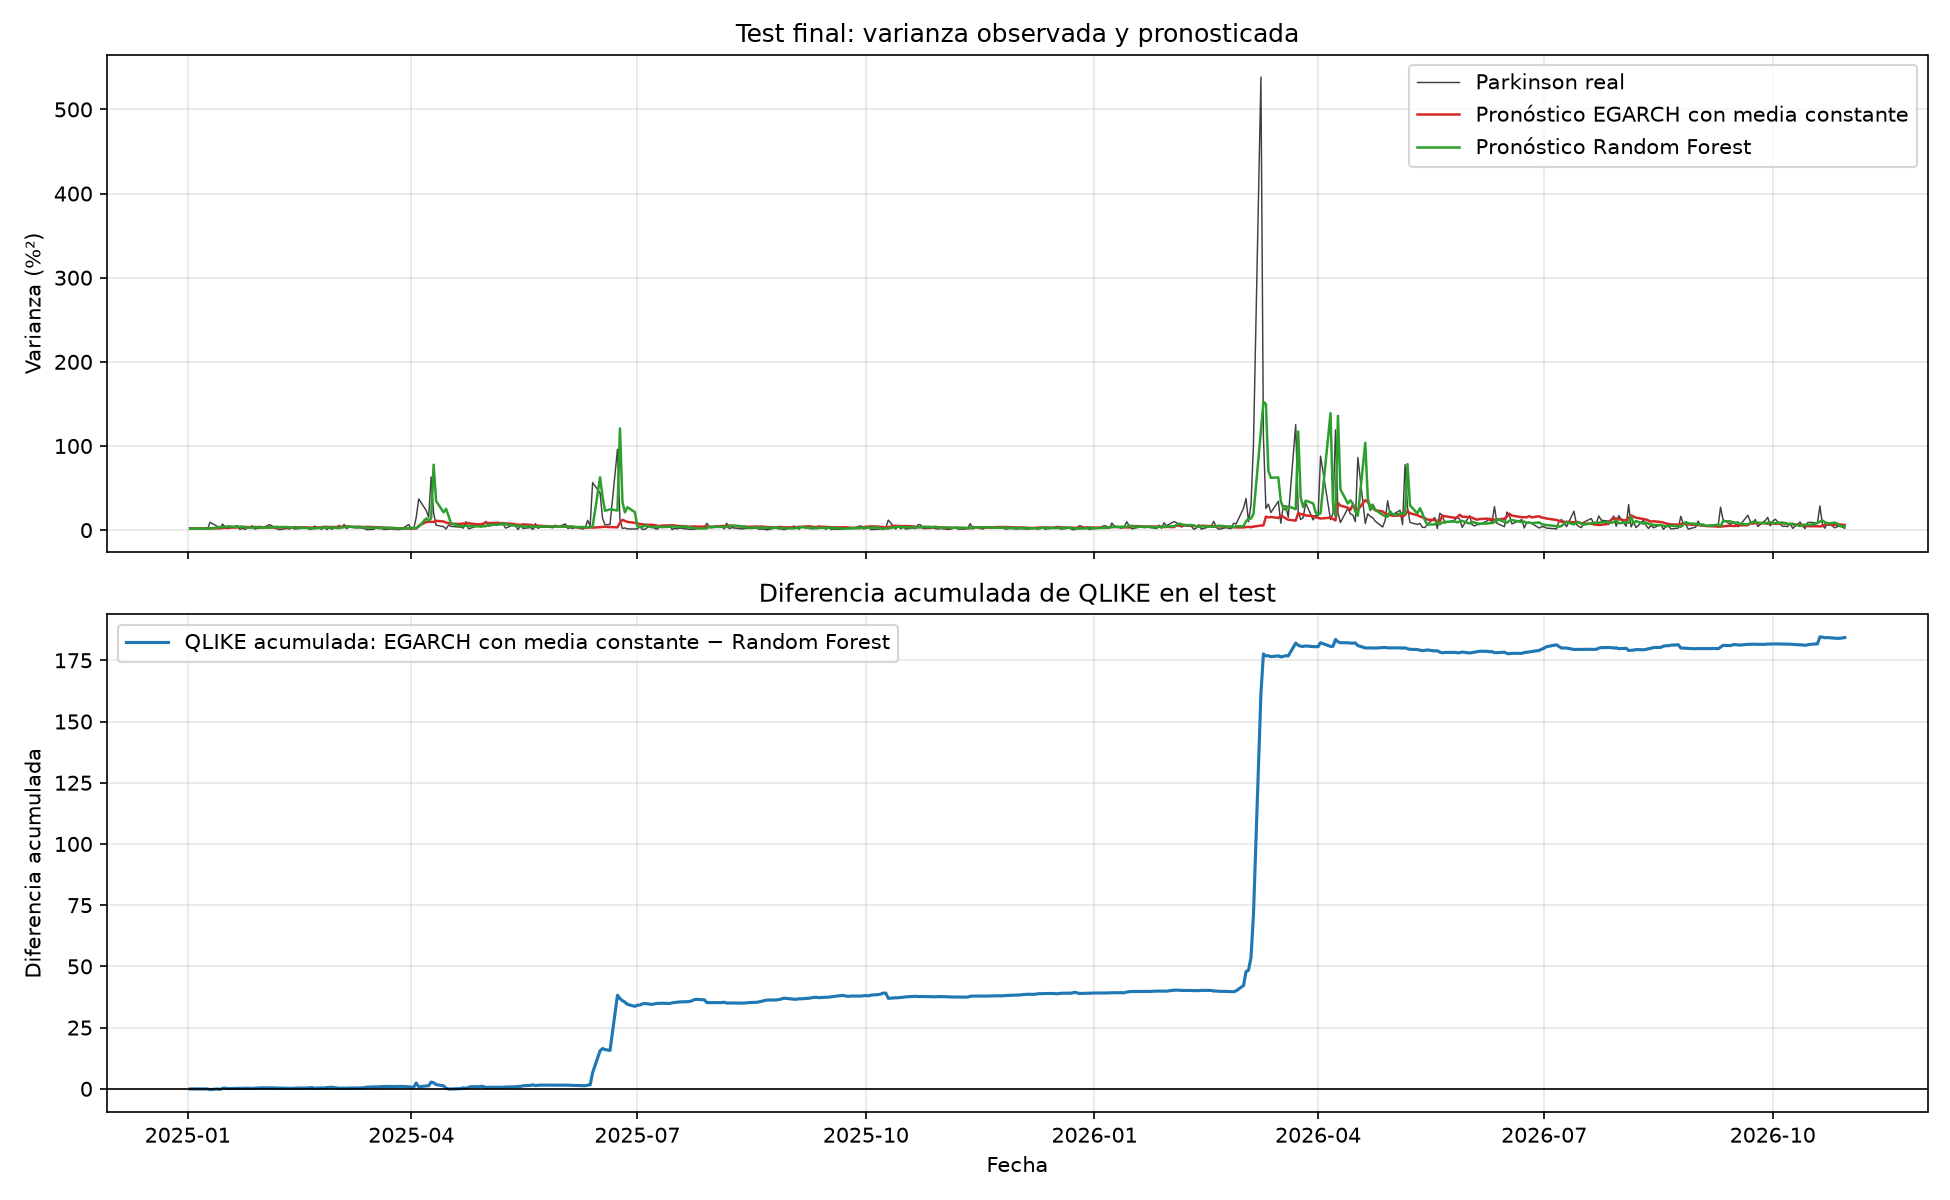 Test final: varianza observada y pronosticada
Varianza (%²)
500
400
300
200
100
0
Parkinson real
Pronóstico EGARCH con media constante
Pronóstico Random Forest
Diferencia acumulada de QLIKE en el test
Diferencia acumulada
175
150
125
100
75
50
25
0
QLIKE acumulada: EGARCH con media constante − Random Forest
2025-01
2025-04
2025-07
2025-10
2026-01
2026-04
2026-07
2026-10
Fecha